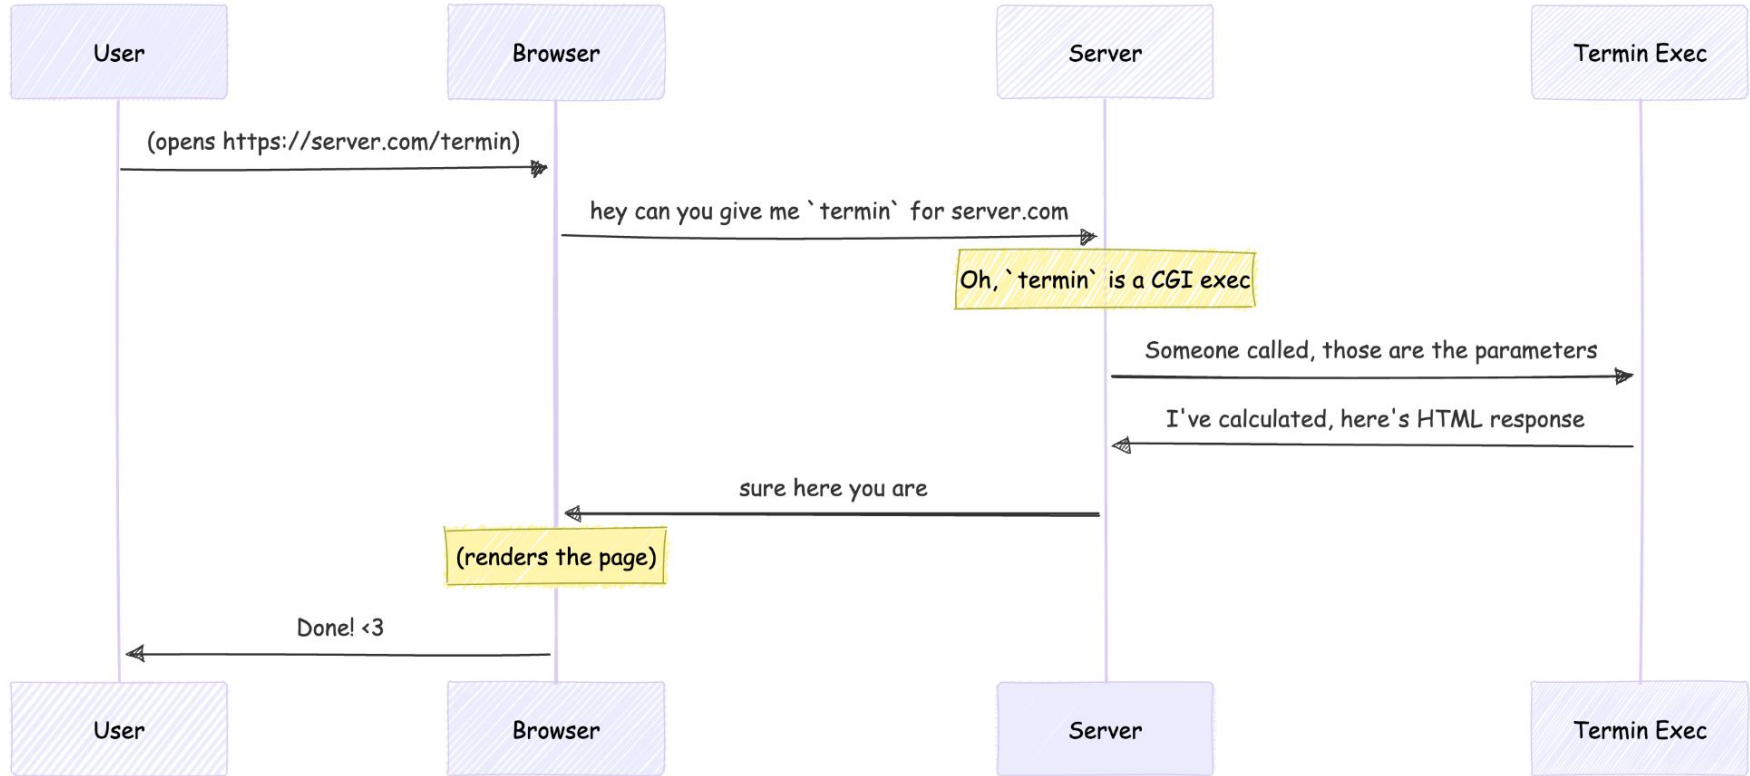 User
Browser
Server
Termin Exec
(opens https://server.com/termin)
hey can you give me `termin` for server.com
Oh, `termin` is a CGI exec
Someone called, those are the parameters
I've calculated, here's HTML response
sure here you are
(renders the page)
Done! <3
User
Browser
Server
Termin Exec